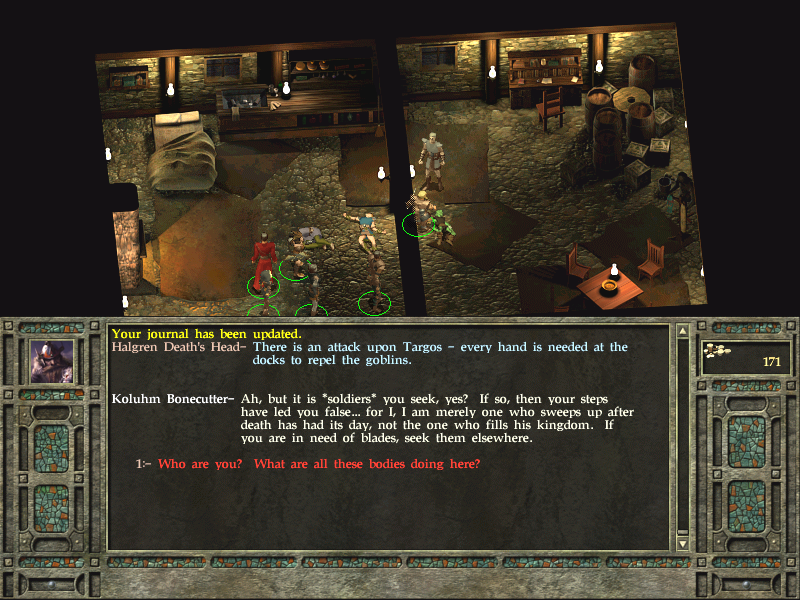 Your journal has been updated.
Halgren Death's Head– There is an attack upon Targos – every hand is needed at the
docks to repel the goblins.
Koluhm Bonecutter– Ah, but it is *soldiers* you seek, yes?  If so, then your steps
have led you false... for I, I am merely one who sweeps up after
death has had its day, not the one who fills his kingdom.  If
you are in need of blades, seek them elsewhere.
1:– Who are you?  What are all these bodies doing here?
171